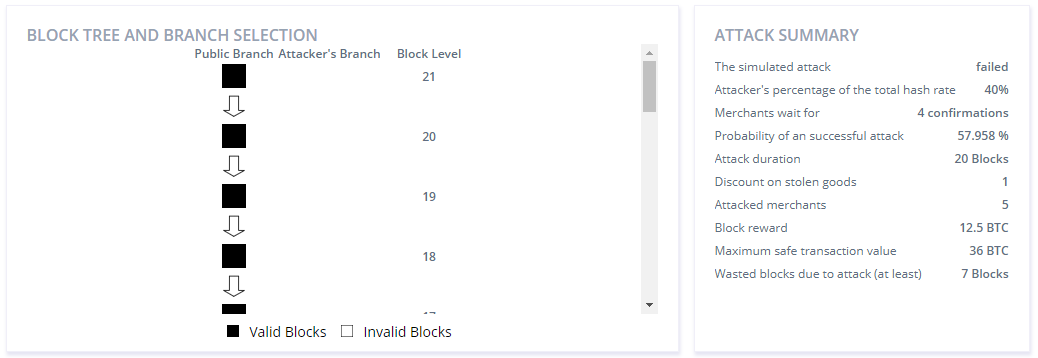 BLOCK TREE AND BRANCH SELECTION
Public Branch Attacker's Branch Block Level
21
20
19
18
Valid Blocks Invalid Blocks
ATTACK SUMMARY
The simulated attack failed
Attacker's percentage of the total hash rate 40%
Merchants wait for 4 confirmations
Probability of an successful attack 57.958 %
Attack duration 20 Blocks
Discount on stolen goods 1
Attacked merchants 5
Block reward 12.5 BTC
Maximum safe transaction value 36 BTC
Wasted blocks due to attack (at least) 7 Blocks